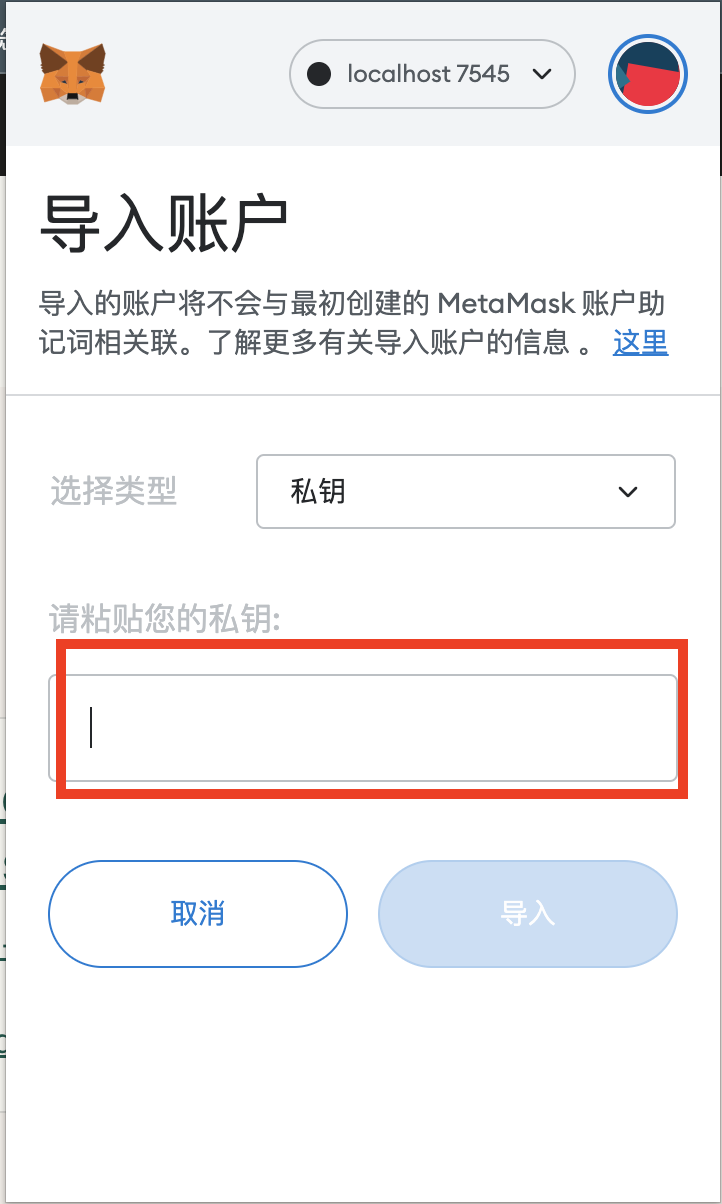 localhost 7545
导入账户
导入的账户将不会与最初创建的 MetaMask 账户助
记词相关联。了解更多有关导入账户的信息 。 这里
选择类型
私钥
请粘贴您的私钥:
取消
导入